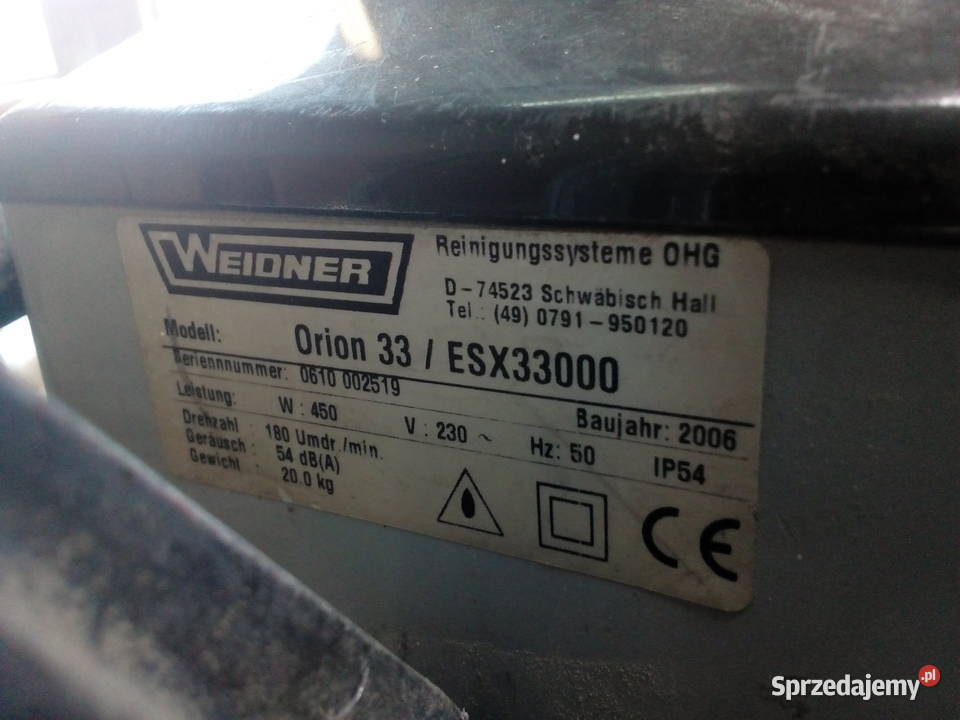 WEIDNER
Reinigungssysteme OHG
D-74523 Schwäbisch Hall
Tel.: (49) 0791-950120
Modell: Orion 33 / ESX33000
Seriennnummer: 0610 002519 Baujahr: 2006
Leistung: W : 450 V : 230 ~ Hz: 50 IP54
Drehzahl : 180 Umdr./min.
Geräusch : 54 dB(A)
Gewicht : 20.0 kg
CE
Sprzedajemy.pl